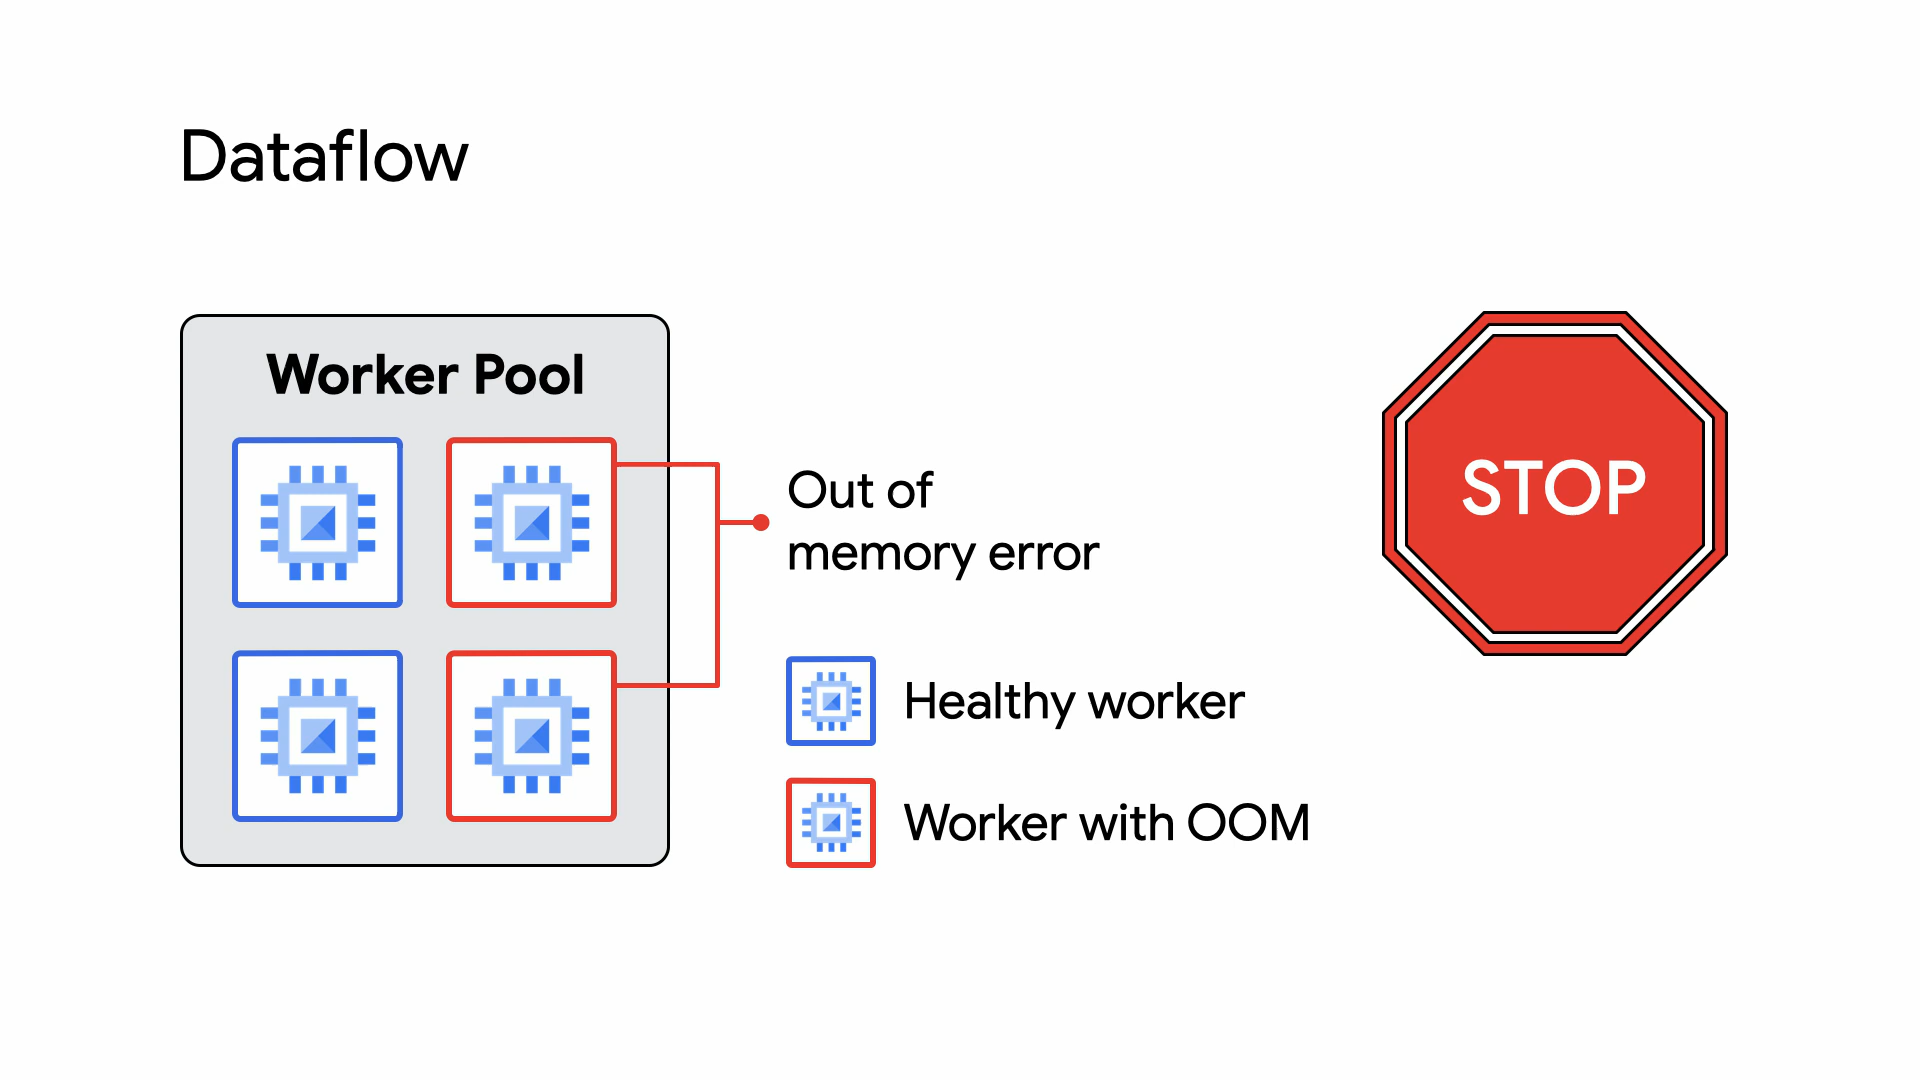 Dataflow
Worker Pool
Out of
memory error
Healthy worker
Worker with OOM
STOP